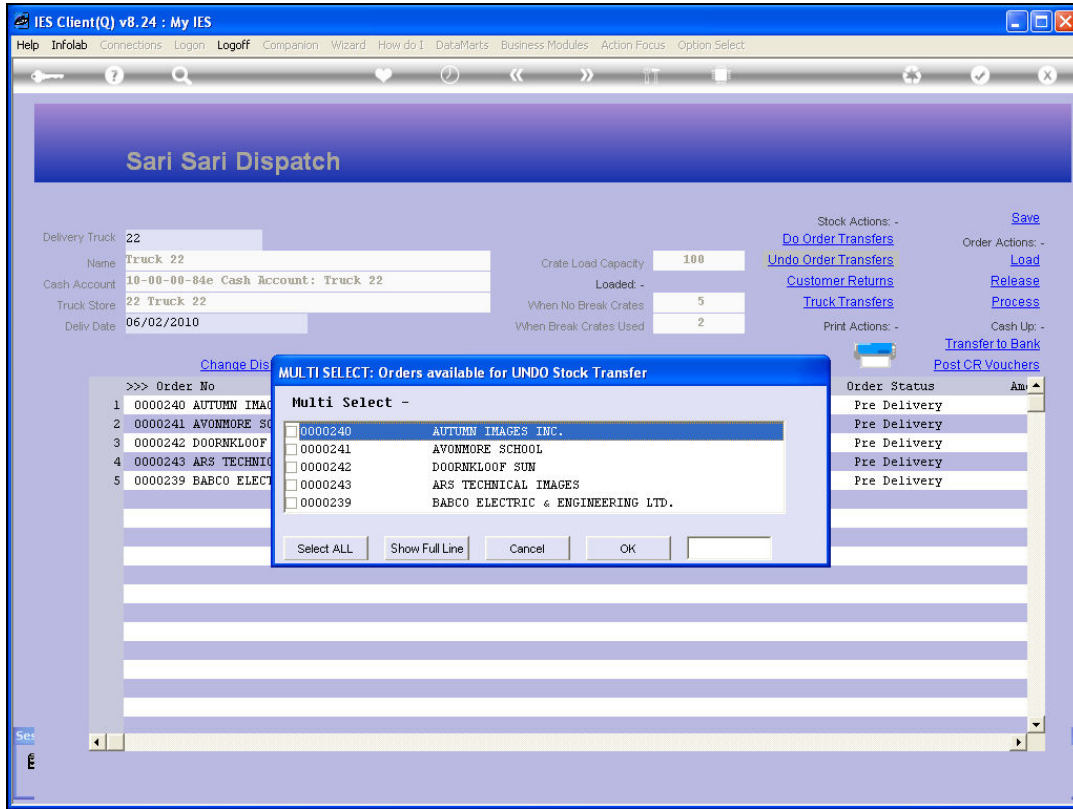 IES Client(Q) v8.24 : My IES
Help Infolab Connections Logon Logoff Companion Wizard How do I DataMarts Business Modules Action Focus Option Select
Sari Sari Dispatch
Delivery Truck 22
Name Truck 22
Cash Account 10-00-00-84e Cash Account: Truck 22
Truck Store 22 Truck 22
Deliv Date 06/02/2010
Crate Load Capacity 100
Loaded: -
When No Break Crates 5
When Break Crates Used 2
Stock Actions: -
Do Order Transfers
Undo Order Transfers
Customer Returns
Truck Transfers
Print Actions: -
Save
Order Actions: -
Load
Release
Process
Cash Up: -
Transfer to Bank
Post CR Vouchers
Change Dis
>>> Order No Order Status Am
1 0000240 AUTUMN IMAG Pre Delivery
2 0000241 AVONMORE SC Pre Delivery
3 0000242 DOORNKLOOF Pre Delivery
4 0000243 ARS TECHNIC Pre Delivery
5 0000239 BABCO ELECT Pre Delivery
MULTI SELECT: Orders available for UNDO Stock Transfer
Multi Select -
0000240 AUTUMN IMAGES INC.
0000241 AVONMORE SCHOOL
0000242 DOORNKLOOF SUN
0000243 ARS TECHNICAL IMAGES
0000239 BABCO ELECTRIC & ENGINEERING LTD.
Select ALL Show Full Line Cancel OK
Ses